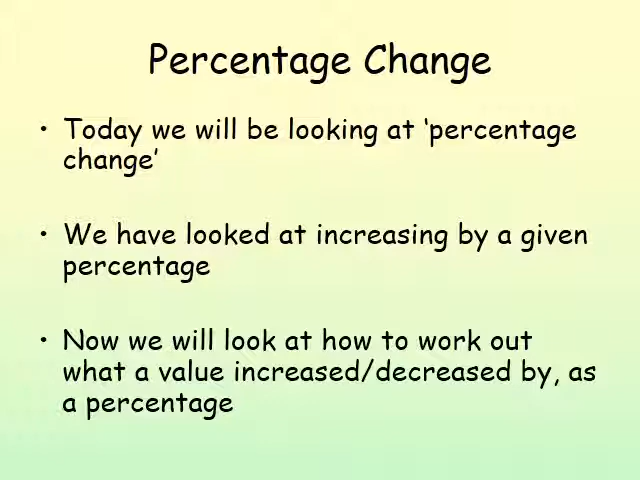 Percentage Change
• Today we will be looking at ‘percentage
change’
• We have looked at increasing by a given
percentage
• Now we will look at how to work out
what a value increased/decreased by, as
a percentage